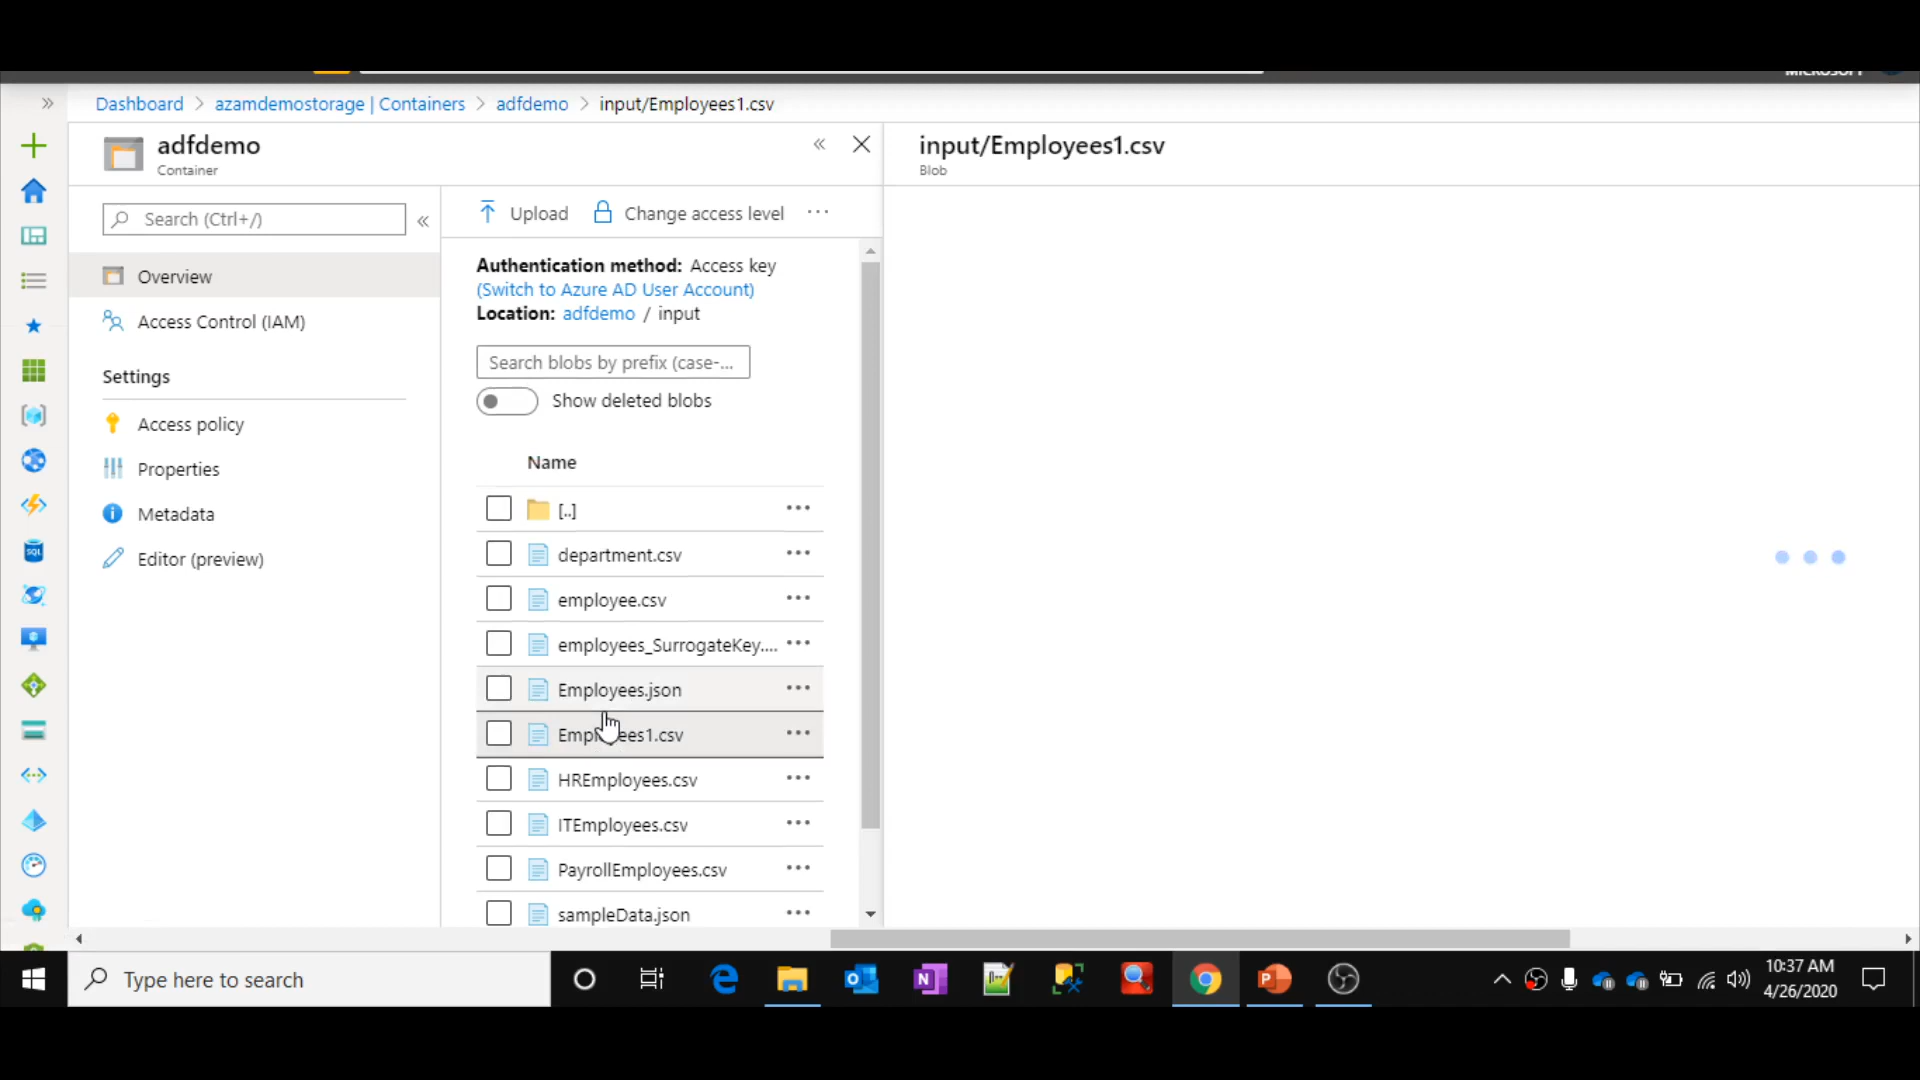 Dashboard > azamdemostorage | Containers > adfdemo > input/Employees1.csv
adfdemo
Container
input/Employees1.csv
Blob
Search (Ctrl+/)
Overview
Access Control (IAM)
Settings
Access policy
Properties
Metadata
Editor (preview)
Upload
Change access level
Authentication method: Access key
(Switch to Azure AD User Account)
Location: adfdemo / input
Search blobs by prefix (case-...
Show deleted blobs
Name
[..]
department.csv
employee.csv
employees_SurrogateKey....
Employees.json
Employees1.csv
HREmployees.csv
ITEmployees.csv
PayrollEmployees.csv
sampleData.json
Type here to search
10:37 AM
4/26/2020